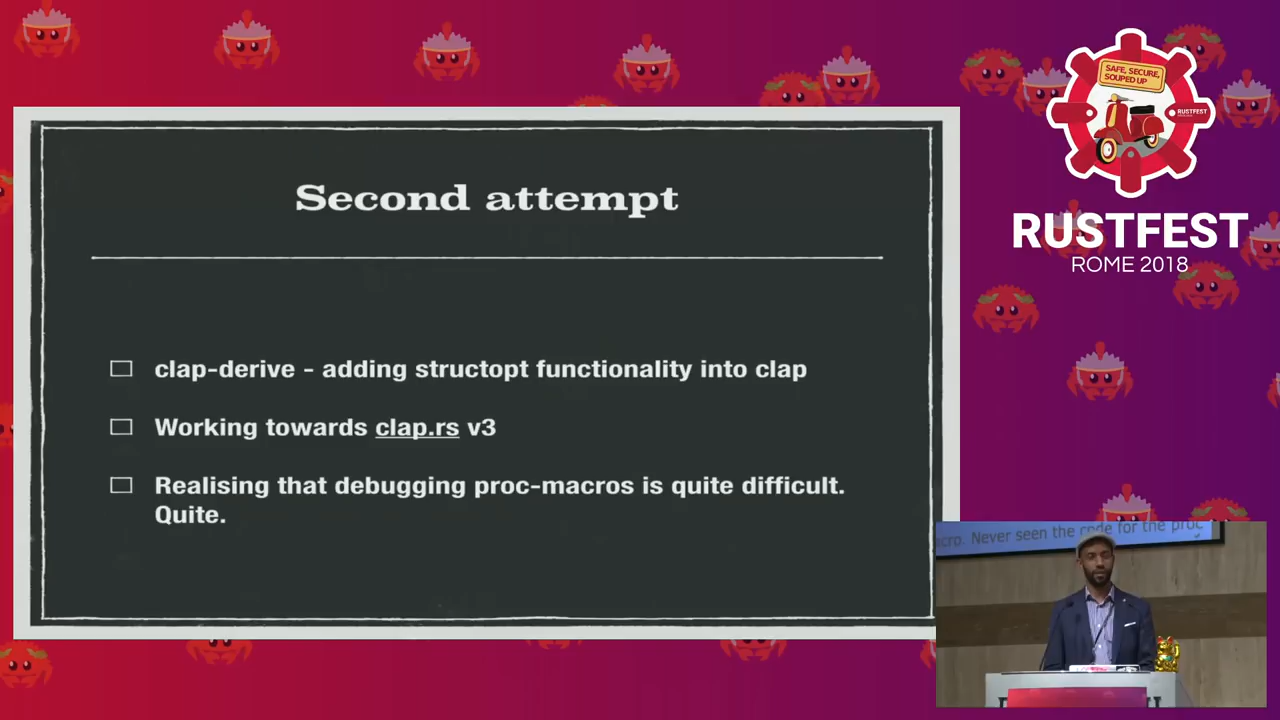 Second attempt
clap-derive - adding structopt functionality into clap
Working towards clap.rs v3
Realising that debugging proc-macros is quite difficult.
Quite.
SAFE, SECURE,
SOUPED UP
RUSTFEST
RUSTFEST
ROME 2018
acro. Never seen the code for the proc